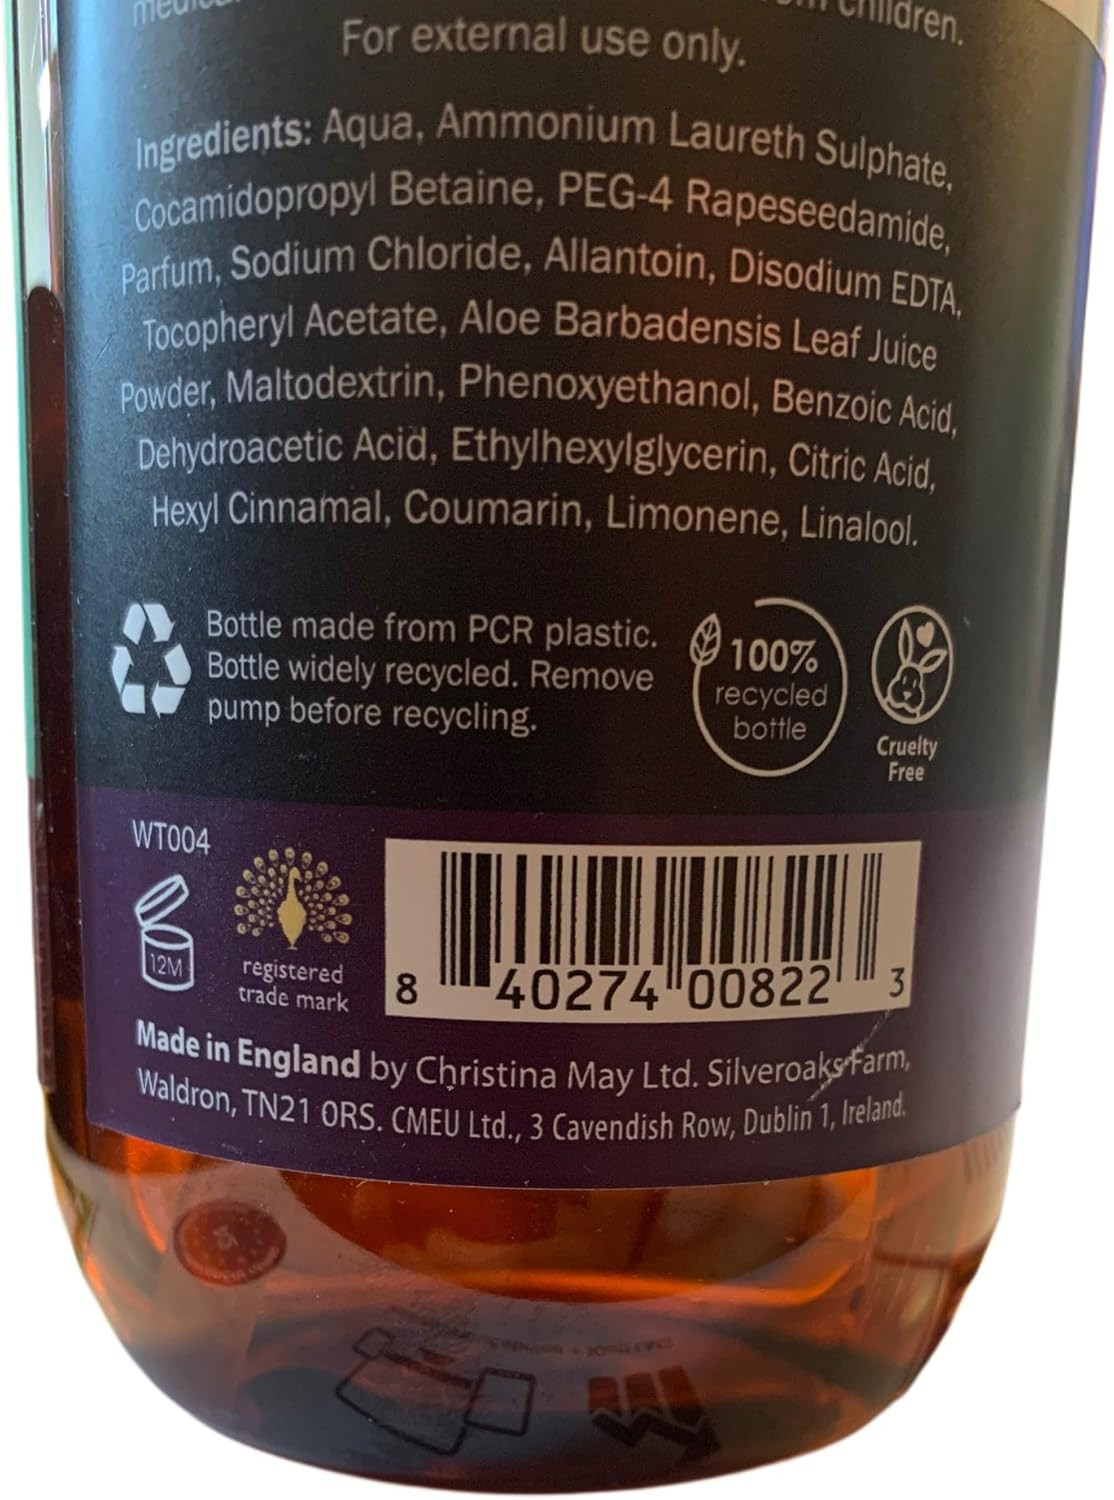 children.
For external use only.
Ingredients: Aqua, Ammonium Laureth Sulphate,
Cocamidopropyl Betaine, PEG-4 Rapeseedamide,
Parfum, Sodium Chloride, Allantoin, Disodium EDTA,
Tocopheryl Acetate, Aloe Barbadensis Leaf Juice
Powder, Maltodextrin, Phenoxyethanol, Benzoic Acid,
Dehydroacetic Acid, Ethylhexylglycerin, Citric Acid,
Hexyl Cinnamal, Coumarin, Limonene, Linalool.
Bottle made from PCR plastic.
Bottle widely recycled. Remove
pump before recycling.
100%
recycled
bottle
Cruelty
Free
WT004
12M
registered
trade mark
8 40274 00822 3
Made in England by Christina May Ltd. Silveroaks Farm,
Waldron, TN21 0RS. CMEU Ltd., 3 Cavendish Row, Dublin 1, Ireland.